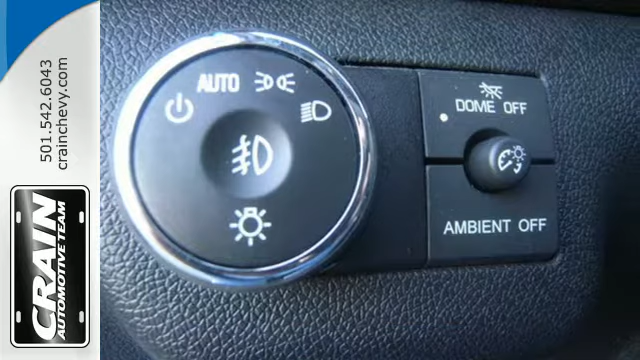 501.542.6043
crainchevy.com
CRAIN
AUTOMOTIVE TEAM
AUTO
DOME OFF
AMBIENT OFF